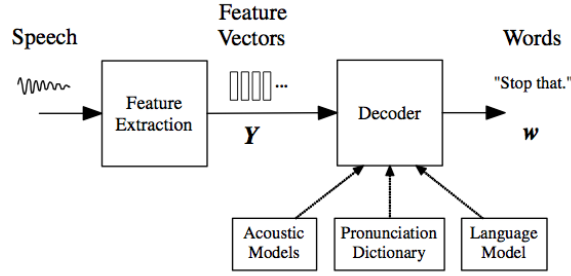 Speech
Feature
Vectors
Words
Feature
Extraction
...
Y
Decoder
"Stop that."
w
Acoustic
Models
Pronunciation
Dictionary
Language
Model